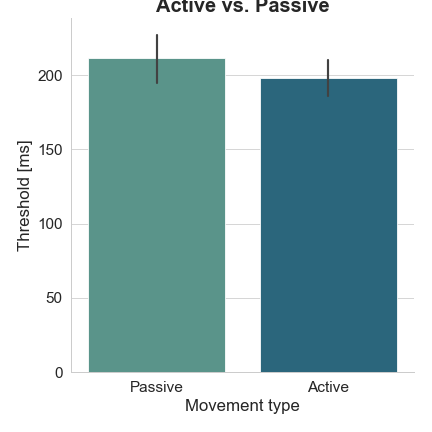 Active vs. Passive
200
150
100
50
0
Threshold [ms]
Passive
Active
Movement type